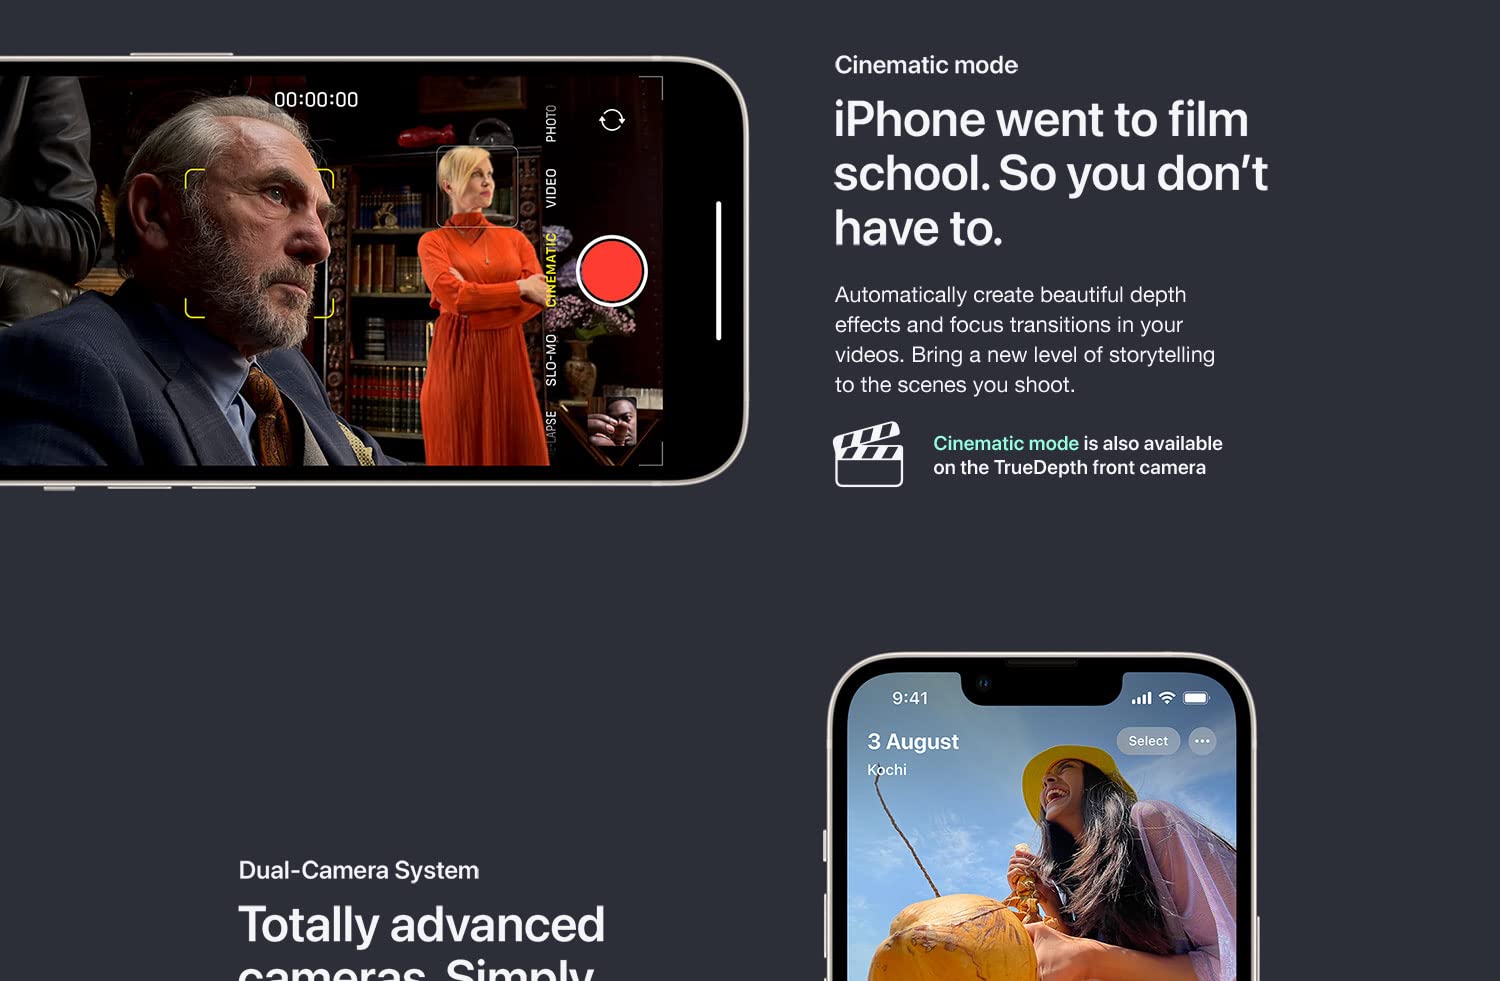 Cinematic mode
iPhone went to film
school. So you don’t
have to.
Automatically create beautiful depth
effects and focus transitions in your
videos. Bring a new level of storytelling
to the scenes you shoot.
Cinematic mode is also available
on the TrueDepth front camera
00:00:00
PHOTO
VIDEO
CINEMATIC
SLO-MO
-LAPSE
9:41
3 August
Select
Kochi
Dual-Camera System
Totally advanced
cameras. Simply